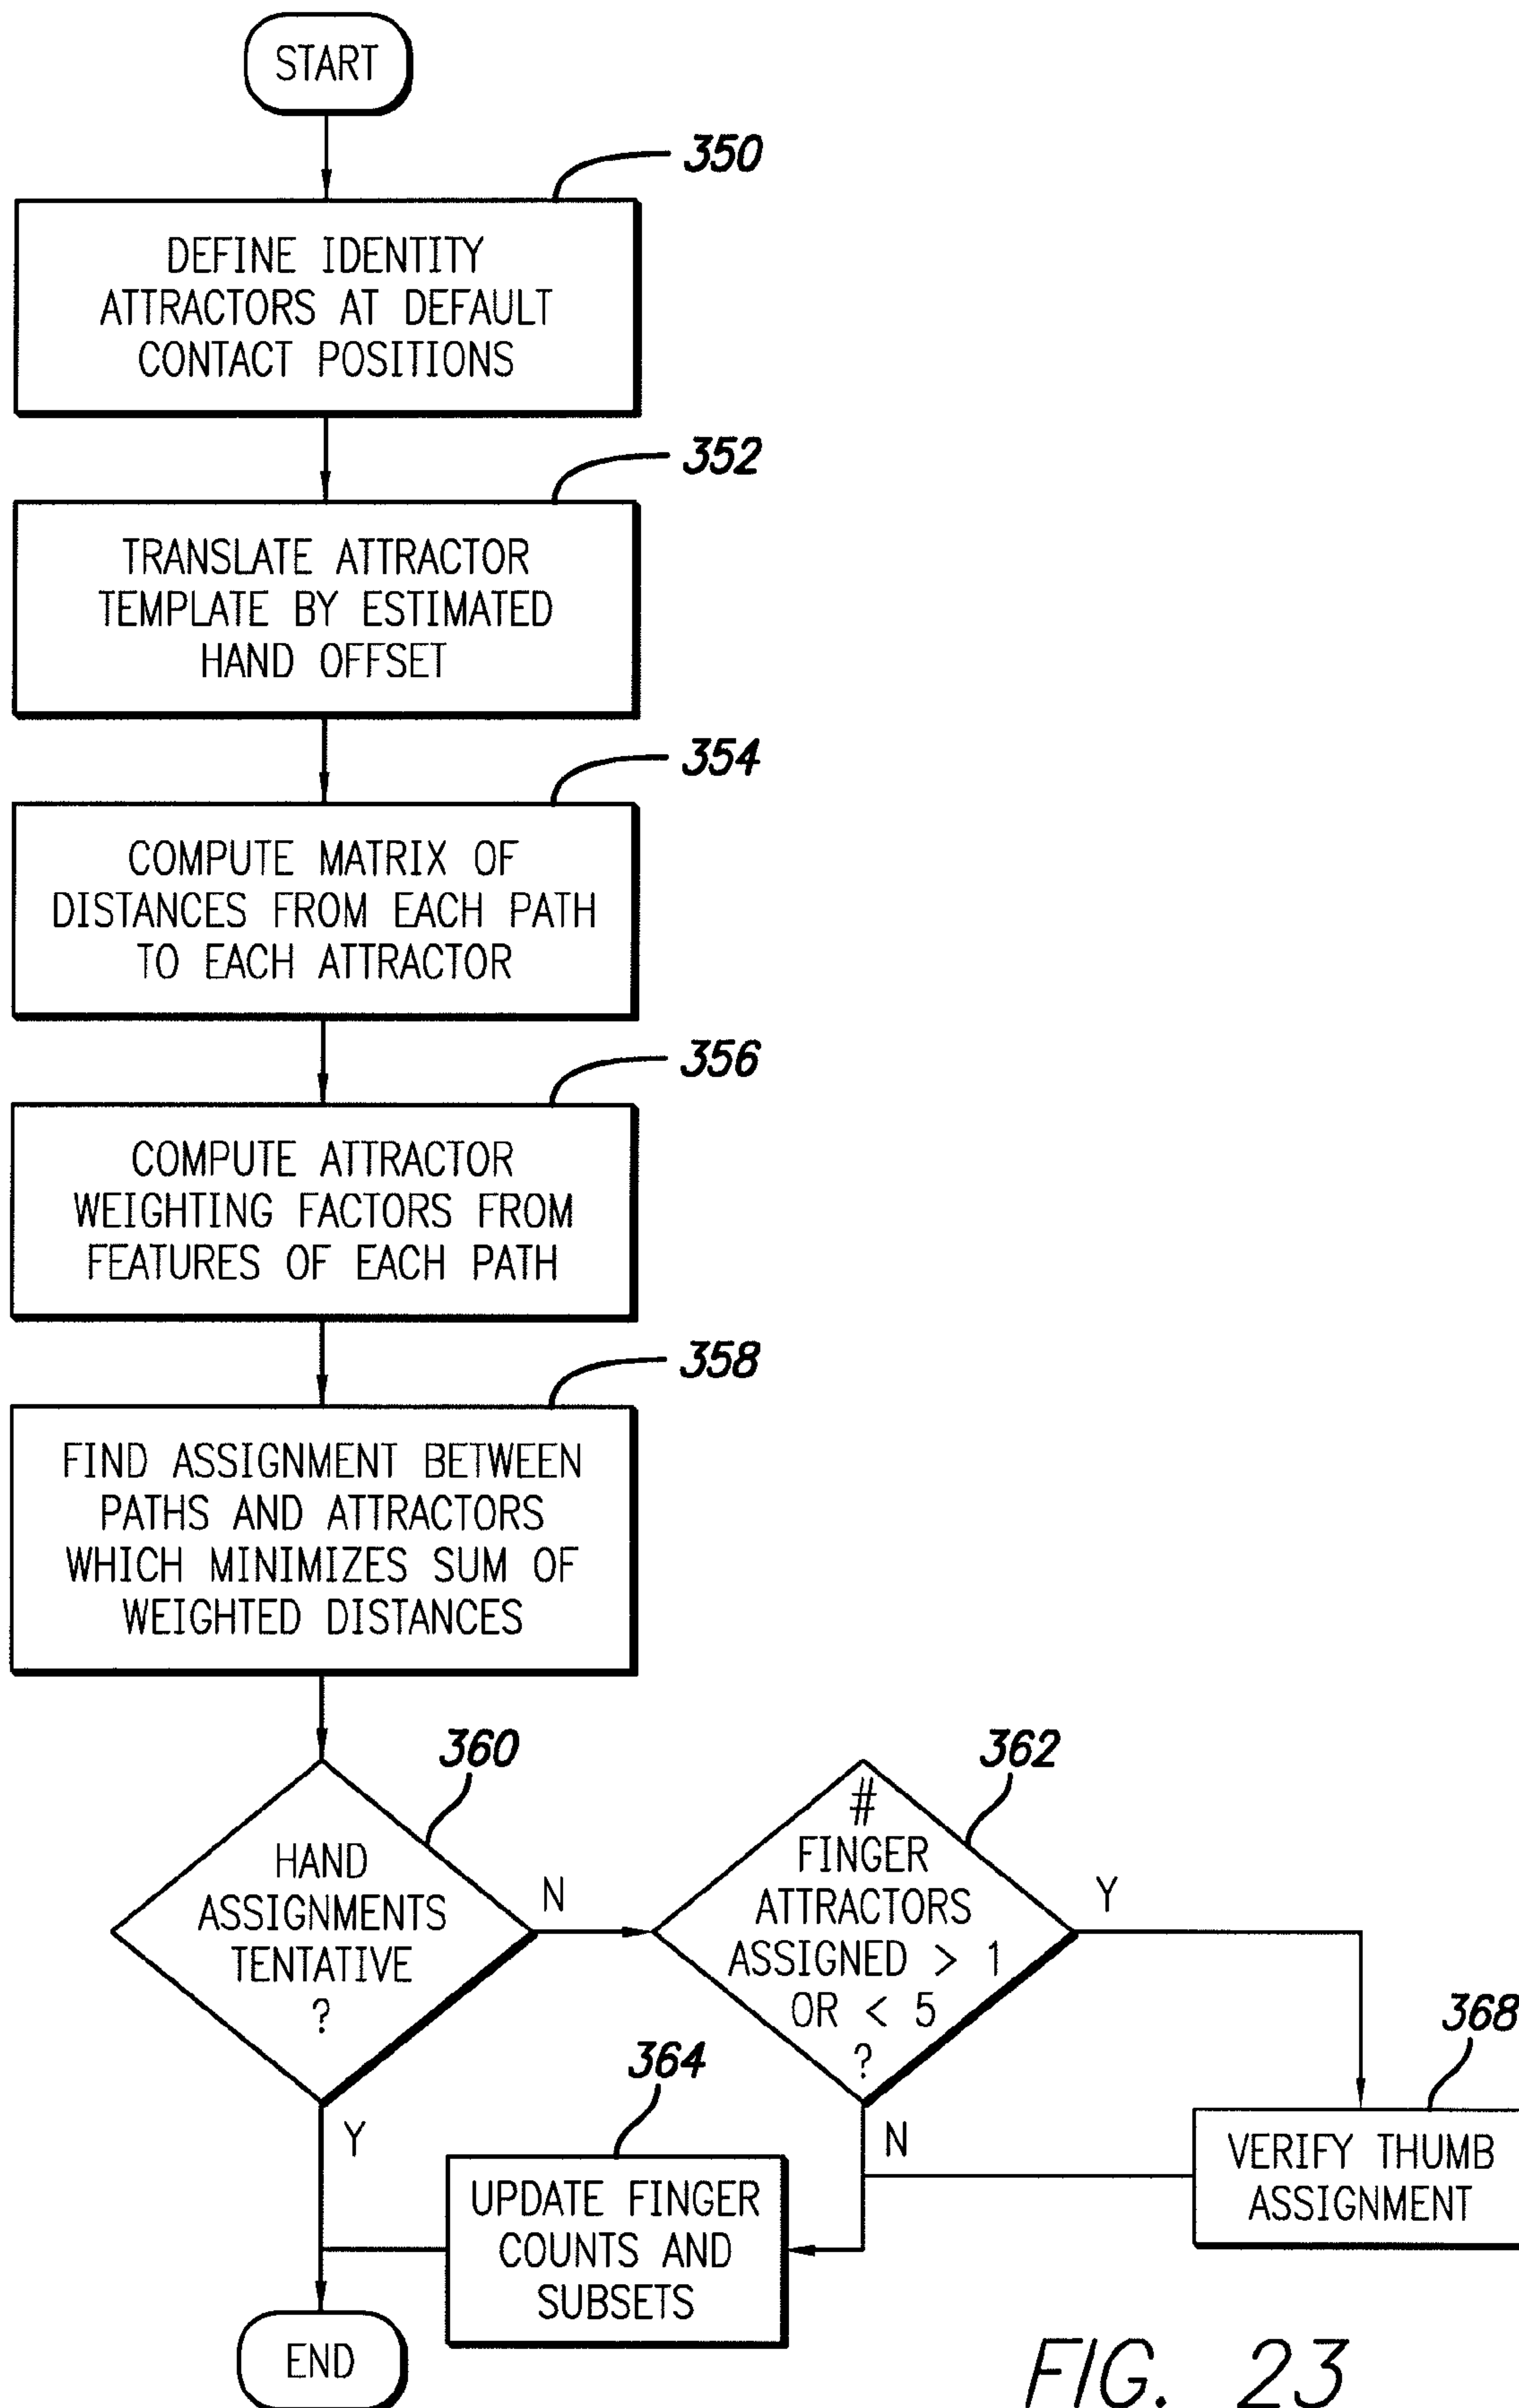 START
350
DEFINE IDENTITY
ATTRACTORS AT DEFAULT
CONTACT POSITIONS
352
TRANSLATE ATTRACTOR
TEMPLATE BY ESTIMATED
HAND OFFSET
354
COMPUTE MATRIX OF
DISTANCES FROM EACH PATH
TO EACH ATTRACTOR
356
COMPUTE ATTRACTOR
WEIGHTING FACTORS FROM
FEATURES OF EACH PATH
358
FIND ASSIGNMENT BETWEEN
PATHS AND ATTRACTORS
WHICH MINIMIZES SUM OF
WEIGHTED DISTANCES
360
HAND
ASSIGNMENTS
TENTATIVE
?
N
Y
362
#
FINGER
ATTRACTORS
ASSIGNED > 1
OR < 5
?
Y
N
368
VERIFY THUMB
ASSIGNMENT
364
UPDATE FINGER
COUNTS AND
SUBSETS
END
FIG. 23